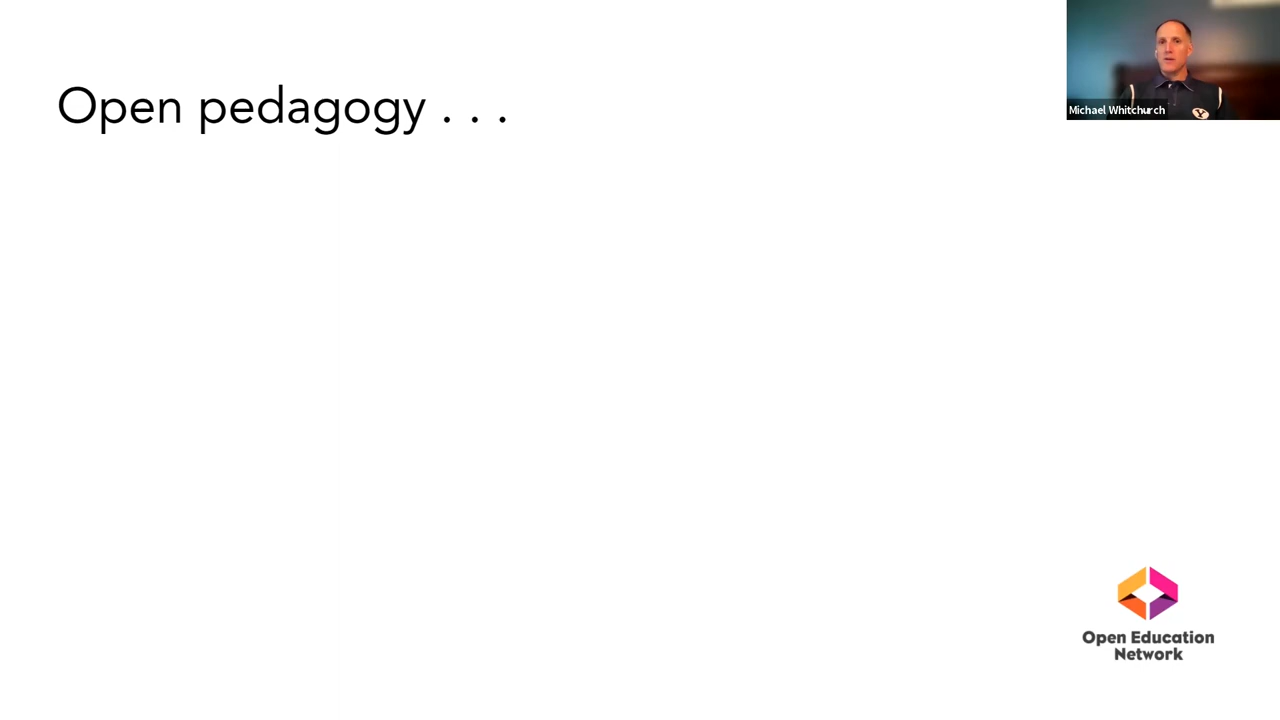 Open pedagogy . . .
Michael Whitchurch
Y
Open Education
Network